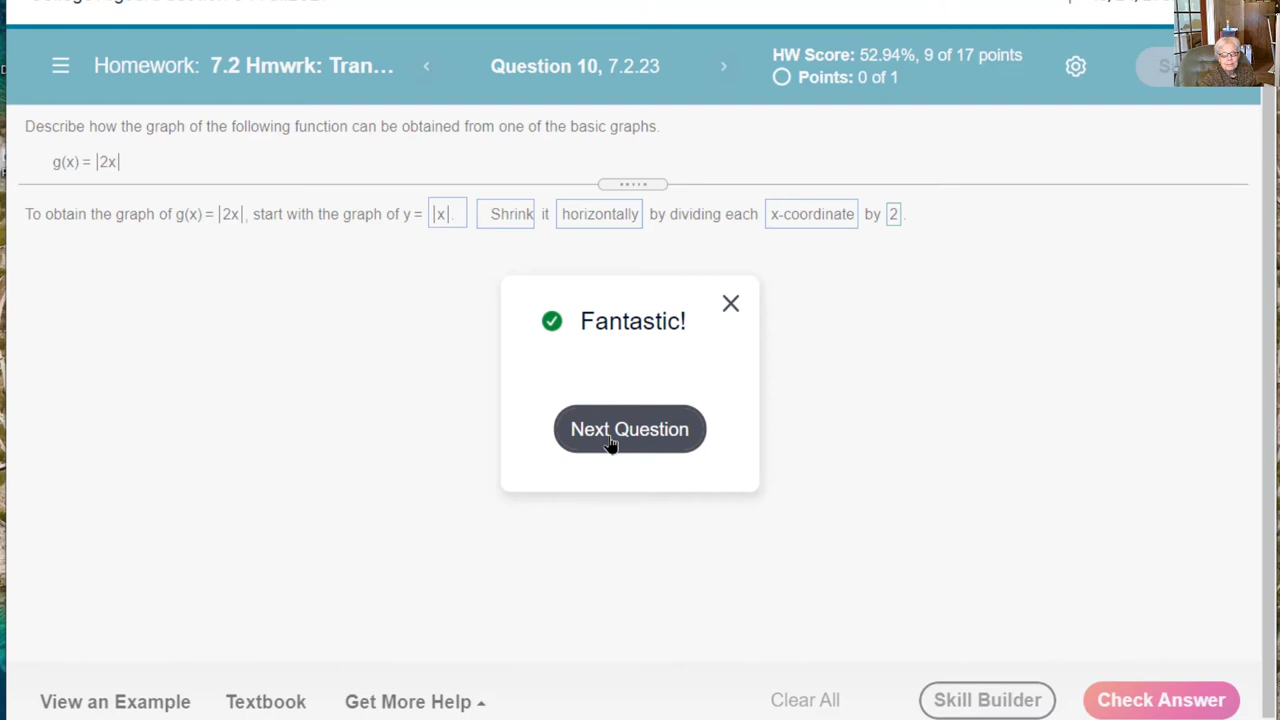 Homework: 7.2 Hmwrk: Tran...
Question 10, 7.2.23
HW Score: 52.94%, 9 of 17 points
Points: 0 of 1
Describe how the graph of the following function can be obtained from one of the basic graphs.
g(x) = |2x|
To obtain the graph of g(x) = |2x|, start with the graph of y = |x|. Shrink it horizontally by dividing each x-coordinate by 2.
Fantastic!
Next Question
View an Example
Textbook
Get More Help
Clear All
Skill Builder
Check Answer